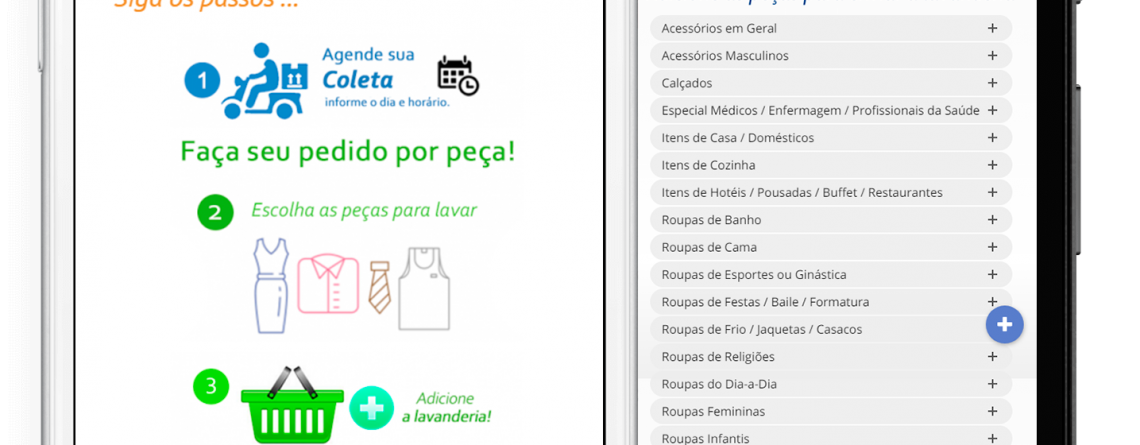 Siga os passos ...
1
Agende sua
Coleta
informe o dia e horário.
Faça seu pedido por peça!
2
Escolha as peças para lavar
3
Adicione
a lavanderia!
Acessórios em Geral
Acessórios Masculinos
Calçados
Especial Médicos / Enfermagem / Profissionais da Saúde
Itens de Casa / Domésticos
Itens de Cozinha
Itens de Hotéis / Pousadas / Buffet / Restaurantes
Roupas de Banho
Roupas de Cama
Roupas de Esportes ou Ginástica
Roupas de Festas / Baile / Formatura
Roupas de Frio / Jaquetas / Casacos
Roupas de Religiões
Roupas do Dia-a-Dia
Roupas Femininas
Roupas Infantis